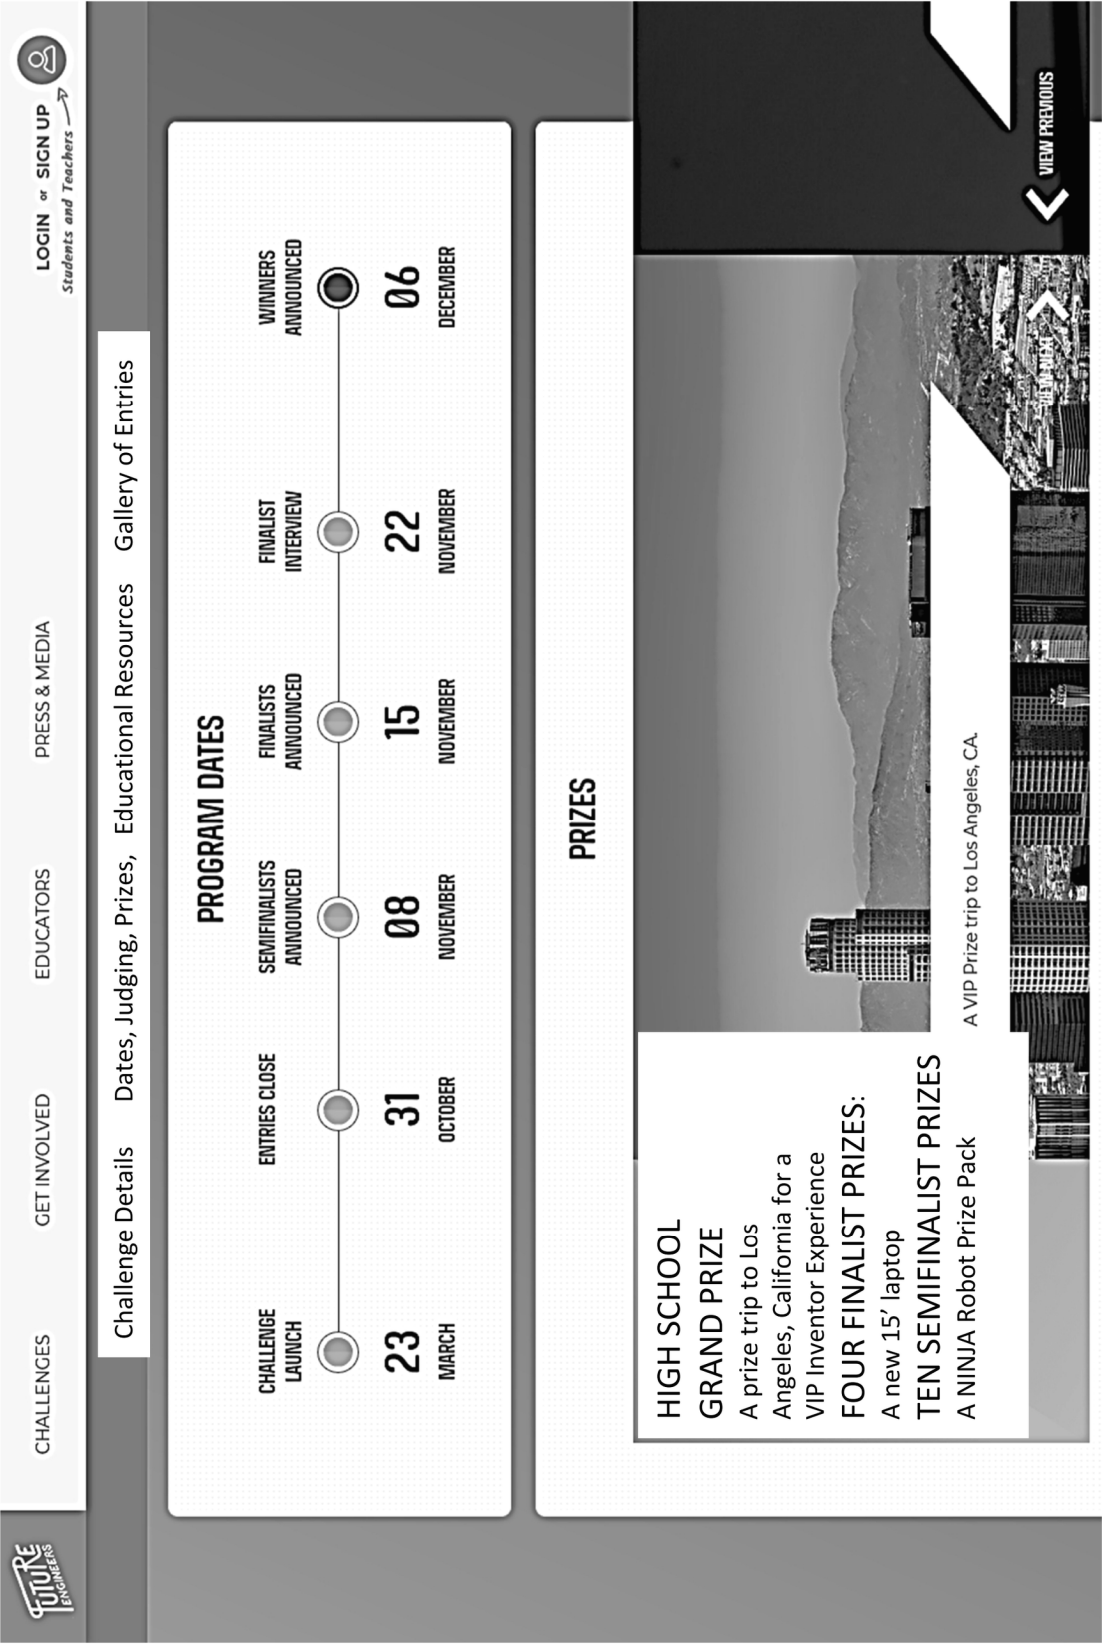 FUTURE
ENGINEERS
CHALLENGES
GET INVOLVED
EDUCATORS
PRESS & MEDIA
LOGIN or SIGN UP
Students and Teachers
Challenge Details
Dates, Judging, Prizes,
Educational Resources
Gallery of Entries
PROGRAM DATES
CHALLENGE
LAUNCH
23
MARCH
ENTRIES CLOSE
31
OCTOBER
SEMIFINALISTS
ANNOUNCED
08
NOVEMBER
FINALISTS
ANNOUNCED
15
NOVEMBER
FINALIST
INTERVIEW
22
NOVEMBER
WINNERS
ANNOUNCED
06
DECEMBER
PRIZES
HIGH SCHOOL
GRAND PRIZE
A prize trip to Los
Angeles, California for a
VIP Inventor Experience
FOUR FINALIST PRIZES:
A new 15’ laptop
TEN SEMIFINALIST PRIZES
A NINJA Robot Prize Pack
A VIP Prize trip to Los Angeles, CA.
VIEW NEXT
VIEW PREVIOUS